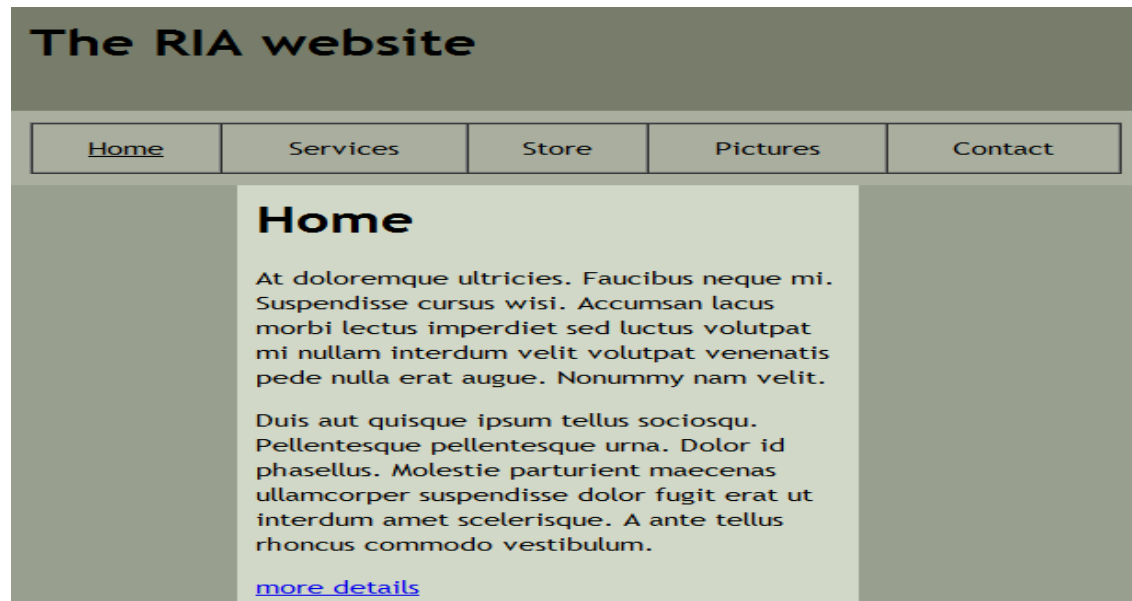 The RIA website
Home Services Store Pictures Contact
Home
At doloremque ultricies. Faucibus neque mi.
Suspendisse cursus wisi. Accumsan lacus
morbi lectus imperdiet sed luctus volutpat
mi nullam interdum velit volutpat venenatis
pede nulla erat augue. Nonummy nam velit.
Duis aut quisque ipsum tellus sociosqu.
Pellentesque pellentesque urna. Dolor id
phasellus. Molestie parturient maecenas
ullamcorper suspendisse dolor fugit erat ut
interdum amet scelerisque. A ante tellus
rhoncus commodo vestibulum.
more details